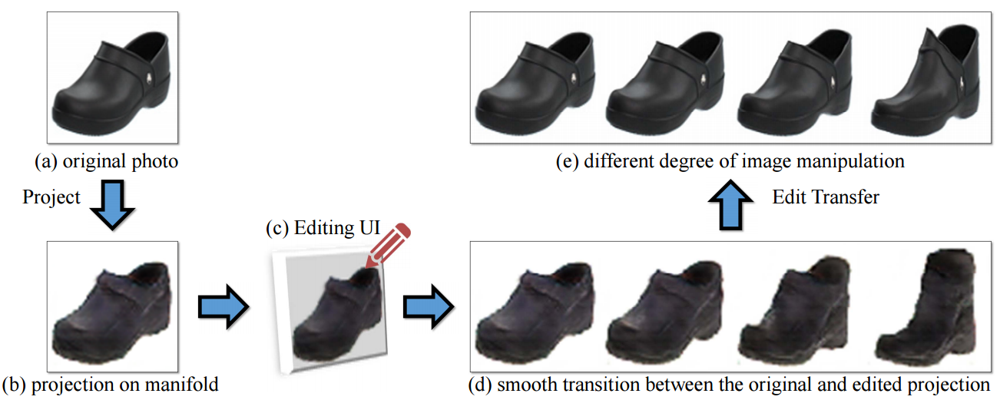 (a) original photo
(e) different degree of image manipulation
Project
Edit Transfer
(c) Editing UI
(b) projection on manifold
(d) smooth transition between the original and edited projection